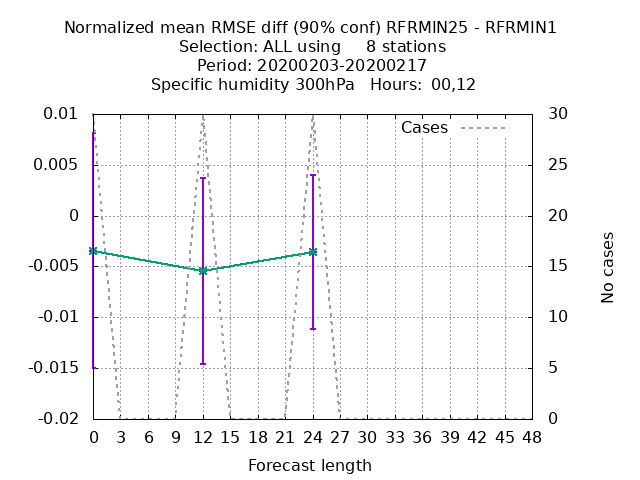 Normalized mean RMSE diff (90% conf) RFRMIN25 - RFRMIN1
Selection: ALL using     8 stations
Period: 20200203-20200217
Specific humidity 300hPa   Hours:  00,12
Cases
0.01
0.005
0
-0.005
-0.01
-0.015
-0.02
30
25
20
15
10
5
0
No cases
0 3 6 9 12 15 18 21 24 27 30 33 36 39 42 45 48
Forecast length